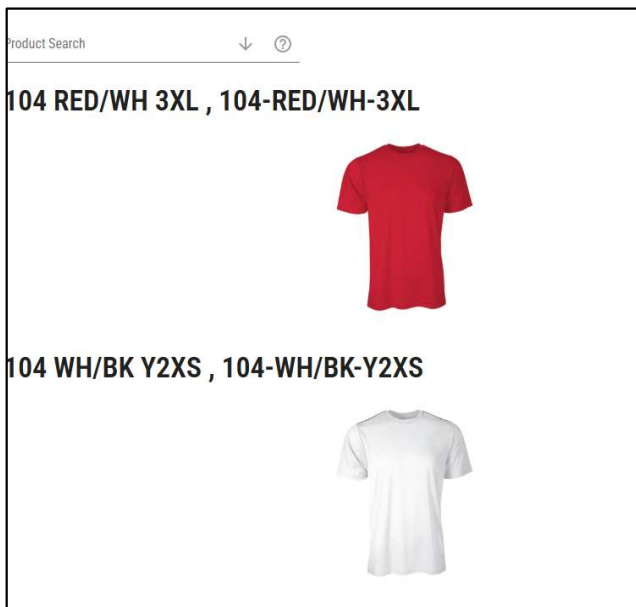 Product Search
104 RED/WH 3XL , 104-RED/WH-3XL
104 WH/BK Y2XS , 104-WH/BK-Y2XS